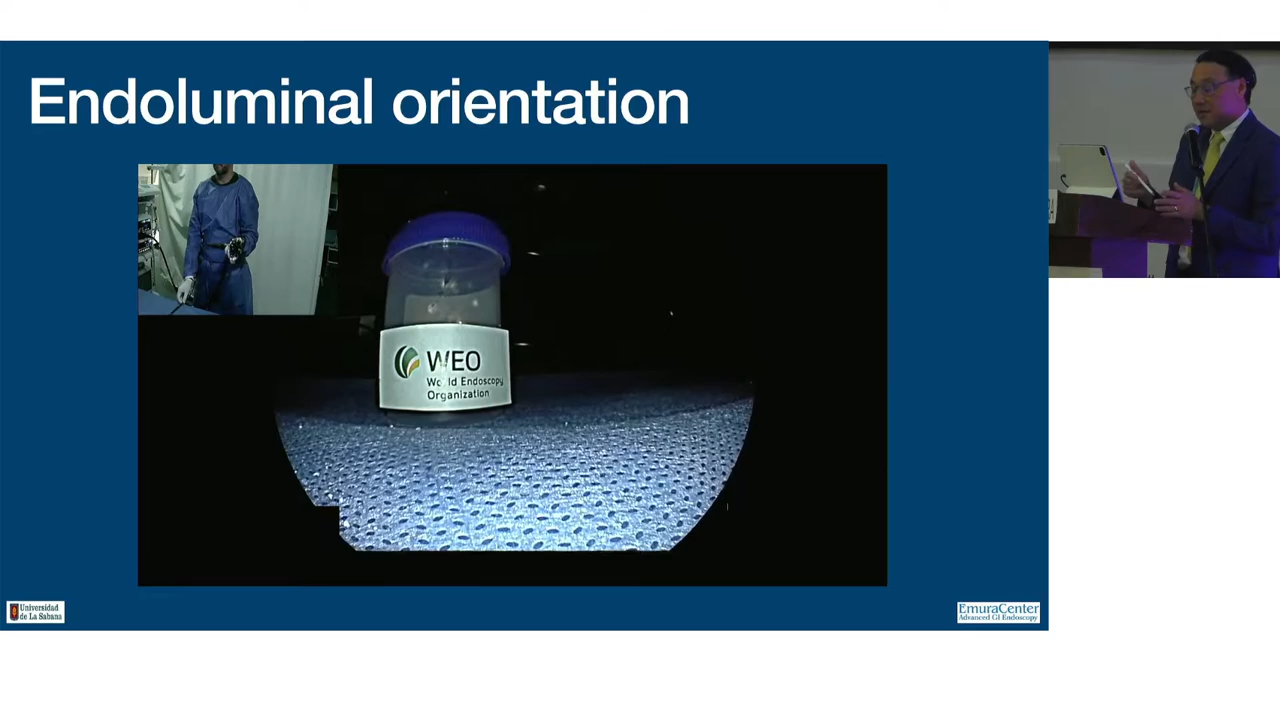 Endoluminal orientation
WEO
World Endoscopy
Organization
Universidad
de La Sabana
EmuraCenter
Advanced GI Endoscopy